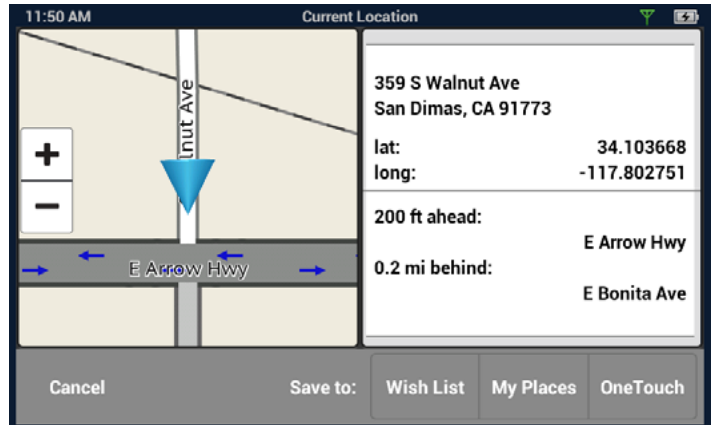 11:50 AM
Current Location
lnut Ave
E Arrow Hwy
+
−
359 S Walnut Ave
San Dimas, CA 91773
lat: 34.103668
long: -117.802751
200 ft ahead:
E Arrow Hwy
0.2 mi behind:
E Bonita Ave
Cancel
Save to:
Wish List
My Places
OneTouch